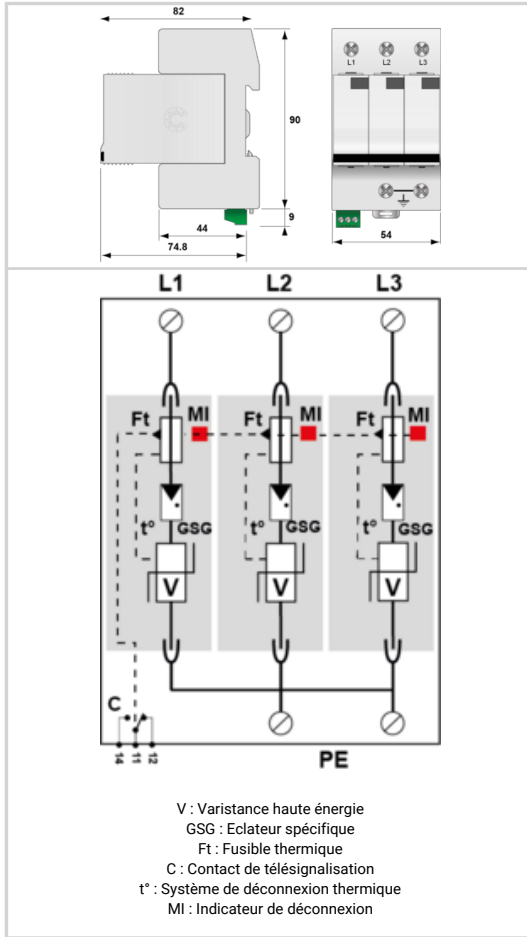 82
L1 L2 L3
C
90
9
44
74.8
54
L1 L2 L3
Ft MI Ft MI Ft MI
t° GSG t° GSG t° GSG
V V V
C
14 11 12
PE
V : Varistance haute énergie
GSG : Eclateur spécifique
Ft : Fusible thermique
C : Contact de télésignalisation
t° : Système de déconnexion thermique
MI : Indicateur de déconnexion